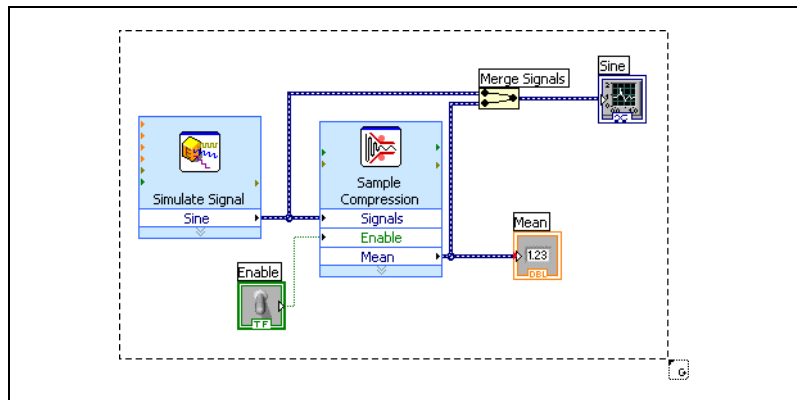 Sine
Merge Signals
Simulate Signal
Sine
Sample
Compression
Signals
Enable
Mean
Mean
1.23
DBL
Enable
TF